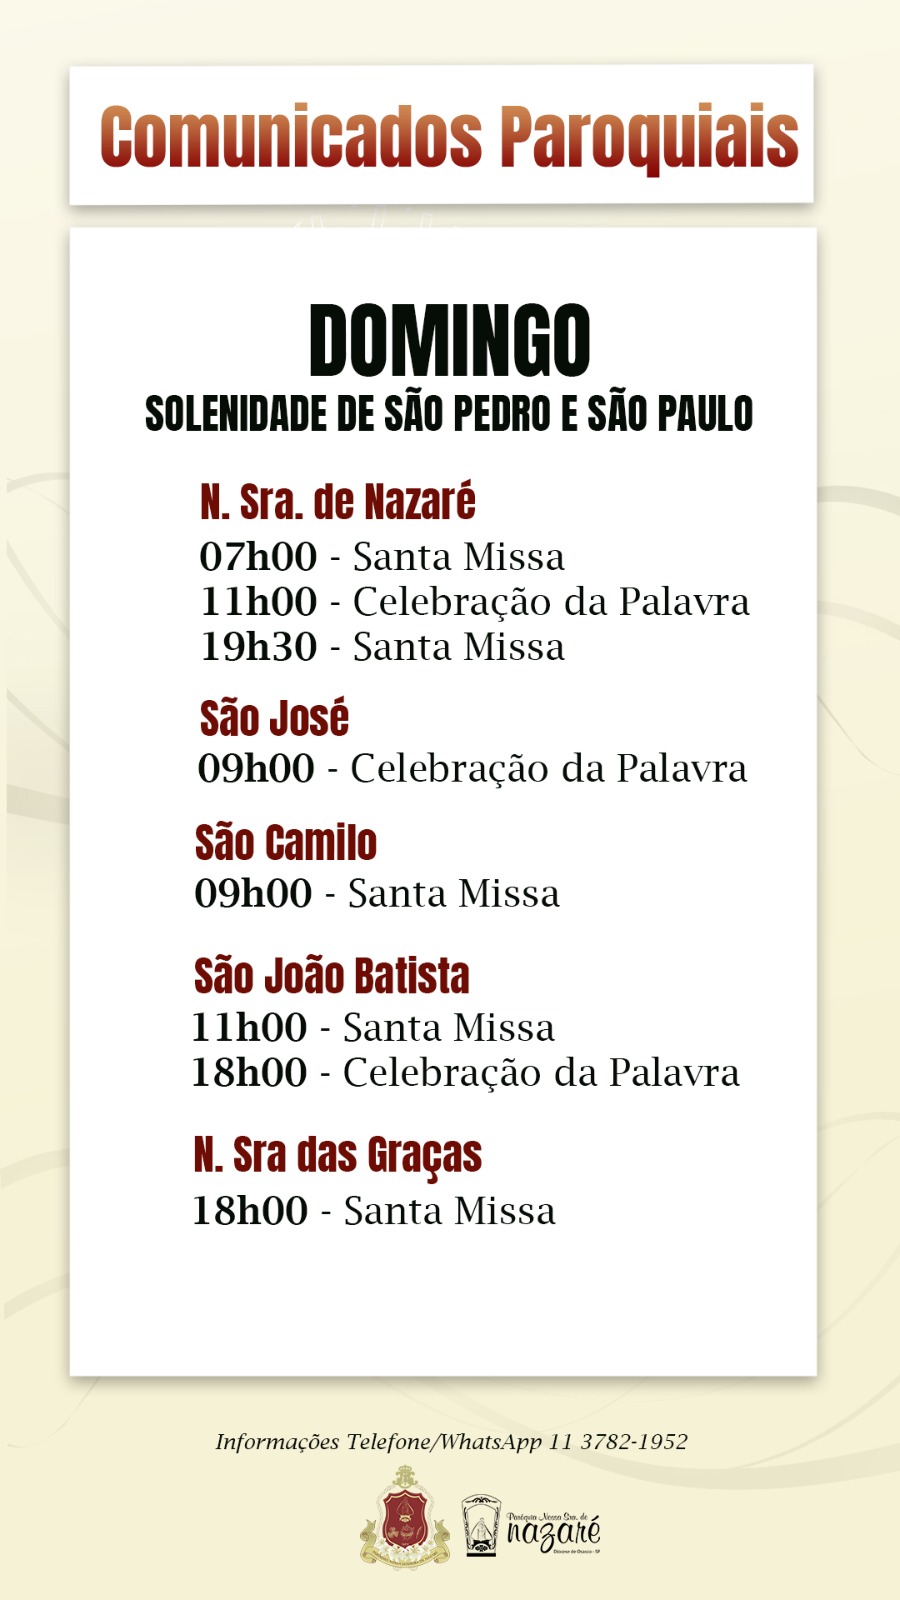 Comunicados Paroquiais
DOMINGO
SOLENIDADE DE SÃO PEDRO E SÃO PAULO
N. Sra. de Nazaré
07h00 - Santa Missa
11h00 - Celebração da Palavra
19h30 - Santa Missa
São José
09h00 - Celebração da Palavra
São Camilo
09h00 - Santa Missa
São João Batista
11h00 - Santa Missa
18h00 - Celebração da Palavra
N. Sra das Graças
18h00 - Santa Missa
Informações Telefone/WhatsApp 11 3782-1952
Paróquia Nossa Sra. de
nazaré
Diocese de Osasco - SP